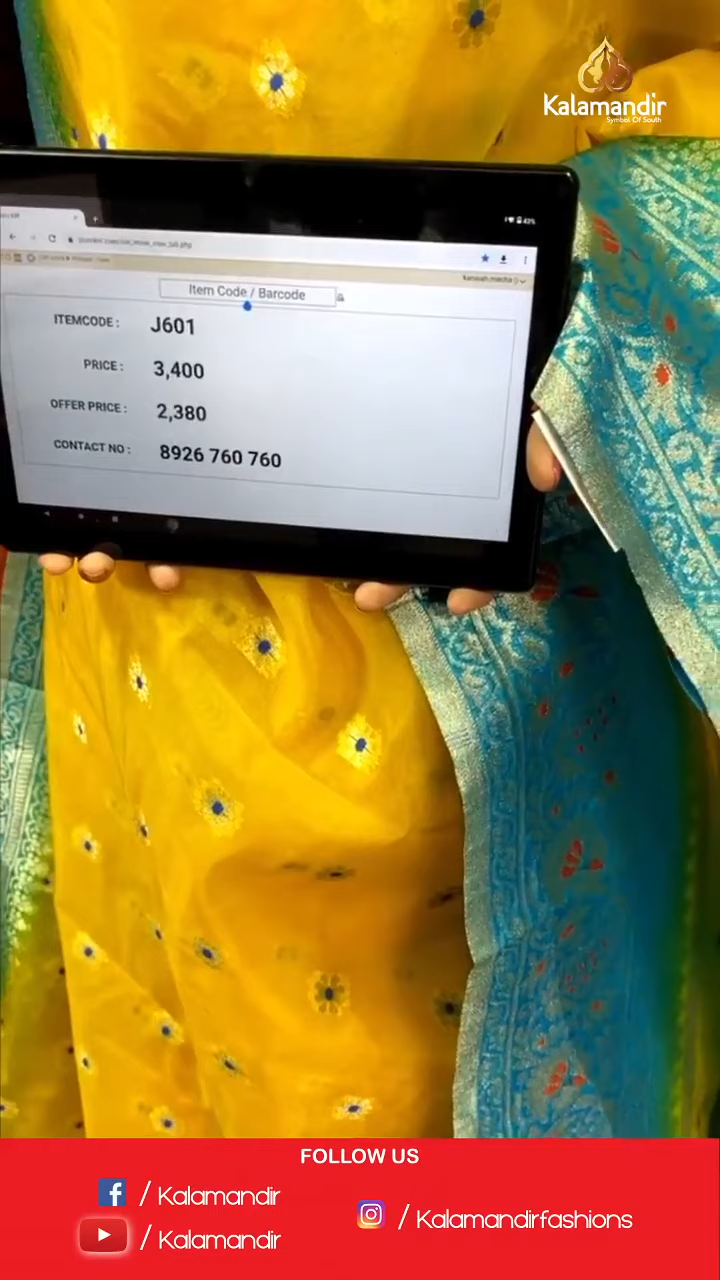 Kalamandir
Symbol Of South
42%
Item Code / Barcode
ITEMCODE : J601
PRICE : 3,400
OFFER PRICE : 2,380
CONTACT NO : 8926 760 760
FOLLOW US
/ Kalamandir
/ Kalamandirfashions
/ Kalamandir